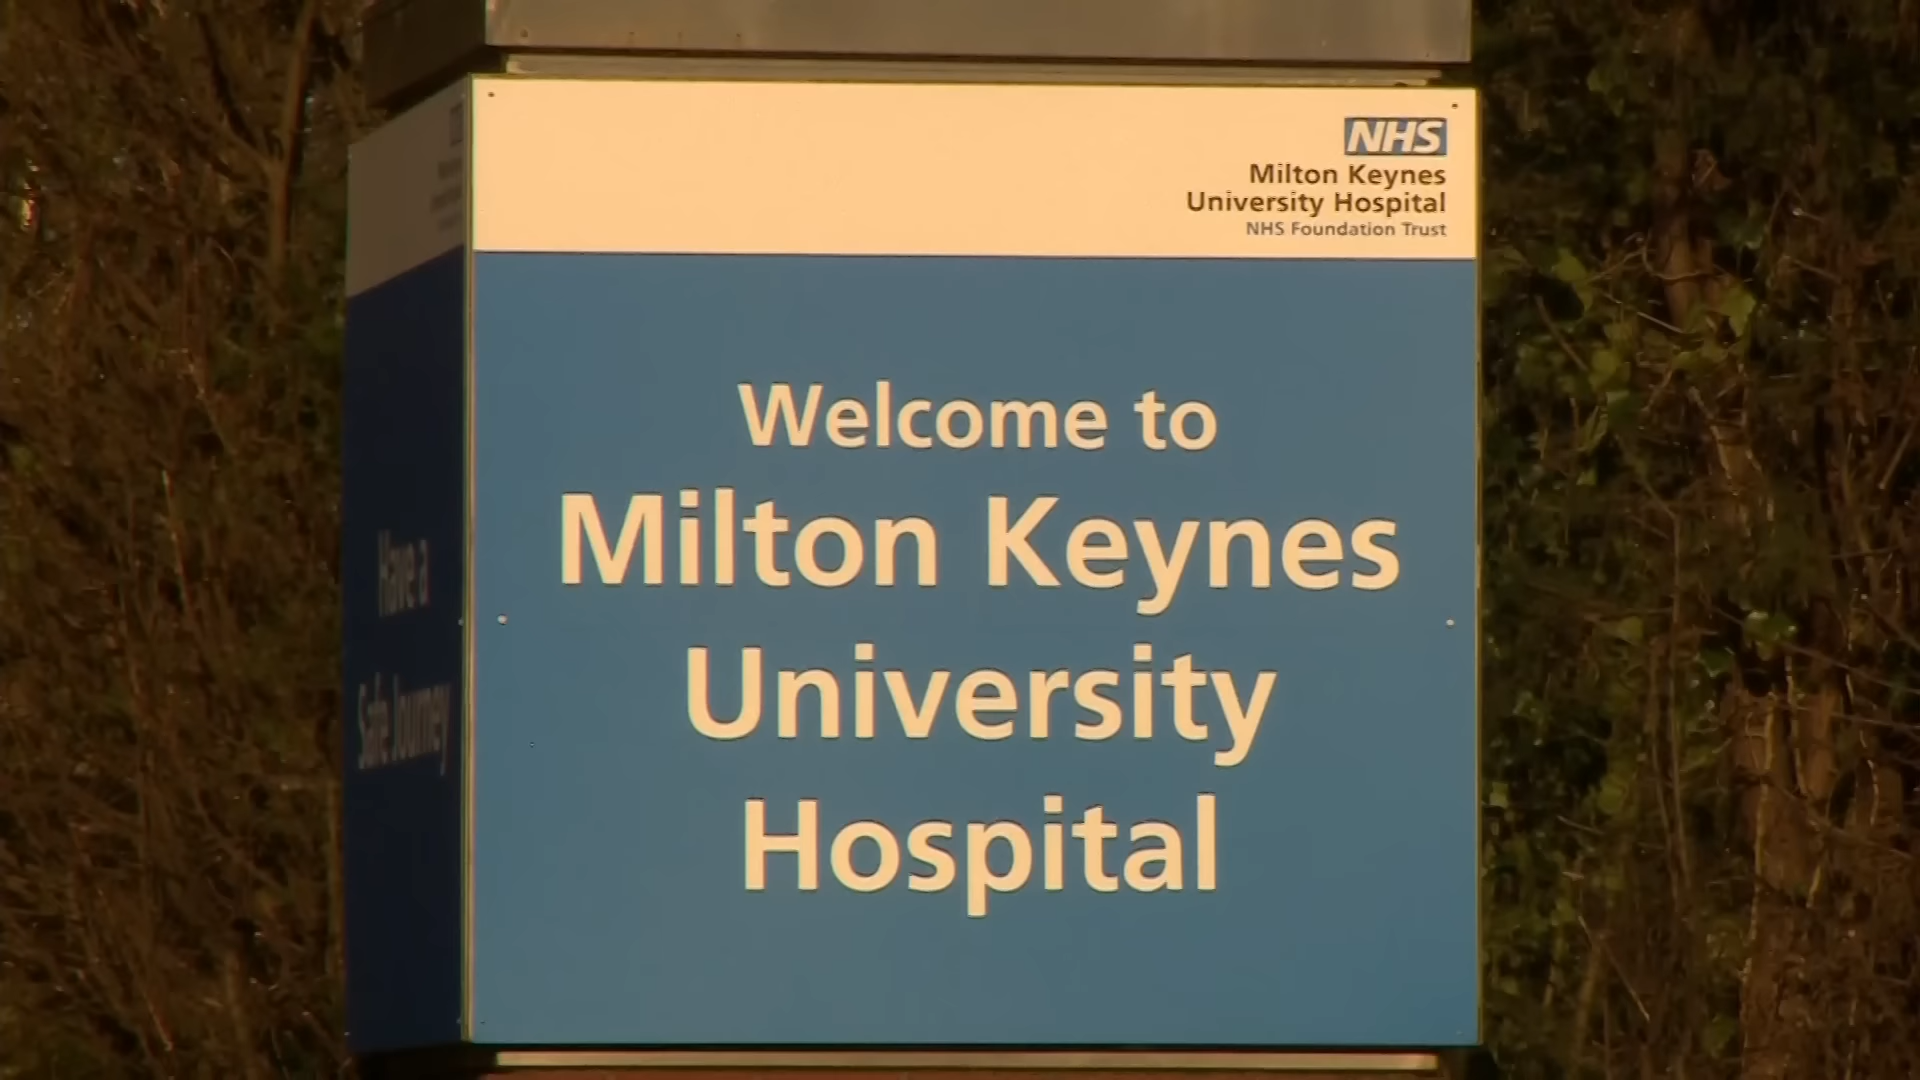 NHS
Milton Keynes
University Hospital
NHS Foundation Trust
Welcome to
Milton Keynes
University
Hospital
Have a
Safe Journey